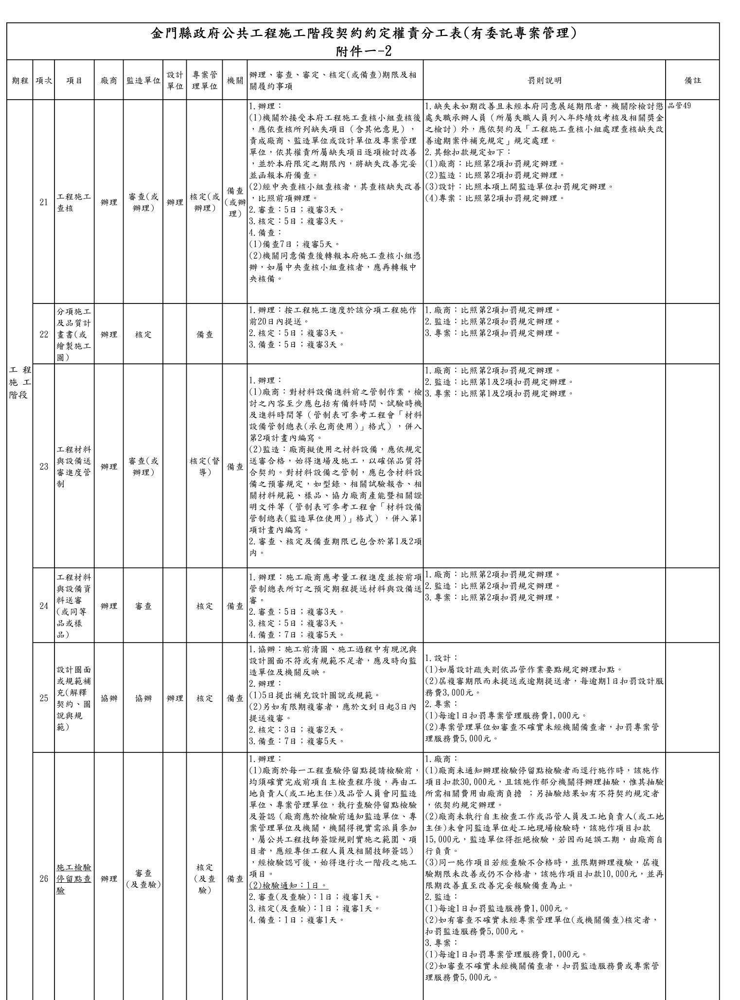 金門縣政府公共工程施工階段契約約定權責分工表(有委託專案管理)
附件一-2
期程
項次
項目
廠商
監造單位
設計
單位
專案管
理單位
機關
辦理、審查、審定、核定(或備查)期限及相
關履約事項
罰則說明
備註
工程
施工
階段
21
工程施工
查核
辦理
審查(或
辦理)
辦理
核定(或
辦理)
備查
(或辦
理)
1.辦理：
(1)機關於接受本府工程施工查核小組查核後
，應依查核所列缺失項目（含其他意見），
責成廠商、監造單位或設計單位及專案管理
單位，依其權責所屬缺失項目逐項檢討改善
，並於本府限定之期限內，將缺失改善完妥
並函報本府備查。
(2)經中央查核小組查核者，其查核缺失改善
，比照前項辦理。
2.審查：5日；複審3天。
3.核定：5日；複審3天。
4.備查：
(1)備查7日；複審5天。
(2)機關同意備查後轉報本府施工查核小組憑
辦，如屬中央查核小組查核者，應再轉報中
央核備。
1.缺失未如期改善且未經本府同意展延期限者，機關除檢討懲
處失職承辦人員（所屬失職人員列入年終績效考核及相關獎金
之檢討）外，應依契約及「工程施工查核小組處理查核缺失改
善逾期案件補充規定」規定處理。
2.其餘扣款規定如下：
(1)廠商：比照第2項扣罰規定辦理。
(2)監造：比照第2項扣罰規定辦理。
(3)設計：比照本項上開監造單位扣罰規定辦理。
(4)專案：比照第2項扣罰規定辦理。
品管49
22
分項施工
及品質計
畫書(或
繪製施工
圖)
辦理
核定
備查
1.辦理：按工程施工進度於該分項工程施作
前20日內提送。
2.核定：5日；複審3天。
3.備查：5日；複審3天。
1.廠商：比照第2項扣罰規定辦理。
2.監造：比照第2項扣罰規定辦理。
3.專案：比照第2項扣罰規定辦理。
23
工程材料
與設備送
審進度管
制
辦理
審查(或
辦理)
核定(督
導)
備查
1.辦理：
(1)廠商：對材料設備進料前之管制作業，檢
討之內容至少應包括有備料時間、試驗時機
及進料時間等（管制表可參考工程會「材料
設備管制總表(承包商使用)」格式），併入
第2項計畫內編寫。
(2)監造：廠商擬使用之材料設備，應依規定
送審合格，始得進場及施工，以確保品質符
合契約。對材料設備之管制，應包含材料設
備之預審規定，如型錄、相關試驗報告、相
關材料規範、樣品、協力廠商產能暨相關證
明文件等（管制表可參考工程會「材料設備
管制總表(監造單位使用)」格式），併入第1
項計畫內編寫。
2.審查、核定及備查期限已包含於第1及2項
內。
1.廠商：比照第2項扣罰規定辦理。
2.監造：比照第1及2項扣罰規定辦理。
3.專案：比照第1及2項扣罰規定辦理。
24
工程材料
與設備資
料送審
(或同等
品或樣
品)
辦理
審查
核定
備查
1.辦理：施工廠商應考量工程進度並按前項
管制總表所訂之預定期程提送材料與設備送
審。
2.審查：5日；複審3天。
3.核定：5日；複審3天。
4.備查：7日；複審5天。
1.廠商：比照第2項扣罰規定辦理。
2.監造：比照第2項扣罰規定辦理。
3.專案：比照第2項扣罰規定辦理。
25
設計圖面
或規範補
充(解釋
契約、圖
說與規
範)
協辦
協辦
辦理
核定
備查
1.協辦：施工前清圖、施工過程中有現況與
設計圖面不符或有規範不足者，應及時向監
造單位及機關反映。
2.辦理：
(1)5日提出補充設計圖說或規範。
(2)另如有限期複審者，應於文到日起3日內
提送複審。
2.核定：3日；複審2天。
3.備查：7日；複審5天。
1.設計：
(1)如屬設計疏失則依品管作業要點規定辦理扣點。
(2)屆複審期限而未提送或逾期提送者，每逾期1日扣罰設計服
務費3,000元。
2.專案：
(1)每逾1日扣罰專案管理服務費1,000元。
(2)專案管理單位如審查不確實未經機關備查者，扣罰專案管
理服務費5,000元。
26
施工檢驗
停留點查
驗
辦理
審查
(及查驗)
核定
(及查
驗)
備查
1.辦理：
(1)廠商於每一工程查驗停留點提請檢驗前，
均須確實完成前項自主檢查程序後，再由工
地負責人(或工地主任)及品管人員會同監造
單位、專案管理單位，執行查驗停留點檢驗
及簽認（廠商應於檢驗前通知監造單位、專
案管理單位及機關，機關得視實需派員參加
，屬公共工程技師簽證規則實施之範圍、項
目者，應經專任工程人員及相關技師簽認）
，經檢驗認可後，始得進行次一階段之施工
項目。
(2)檢驗通知：1日。
2.審查(及查驗)：1日；複審1天。
3.核定(及查驗)：1日；複審1天。
4.備查：1日；複審1天。
1.廠商：
(1)廠商未通知辦理檢驗停留點檢驗者而逕行施作時，該施作
項目扣款30,000元，且該施作部分機關得辦理抽驗，惟其抽驗
所需相關費用由廠商負擔 ；另抽驗結果如有不符契約規定者
，依契約規定辦理。
(2)廠商未執行自主檢查工作或品管人員及工地負責人(或工地
主任)未會同監造單位赴工地現場檢驗時，該施作項目扣款
15,000元，監造單位得拒絕檢驗，若因而延誤工期，由廠商自
行負責。
(3)同一施作項目若經查驗不合格時，並限期辦理複驗，屆複
驗期限未改善或仍不合格者，該施作項目扣款10,000元，並再
限期改善直至改善完妥報驗備查為止。
2.監造：
(1)每逾1日扣罰監造服務費1,000元。
(2)如有審查不確實未經專案管理單位(或機關備查)核定者，
扣罰監造服務費5,000元。
3.專案：
(1)每逾1日扣罰專案管理服務費1,000元。
(2)如審查不確實未經機關備查者，扣罰監造服務費或專案管
理服務費5,000元。